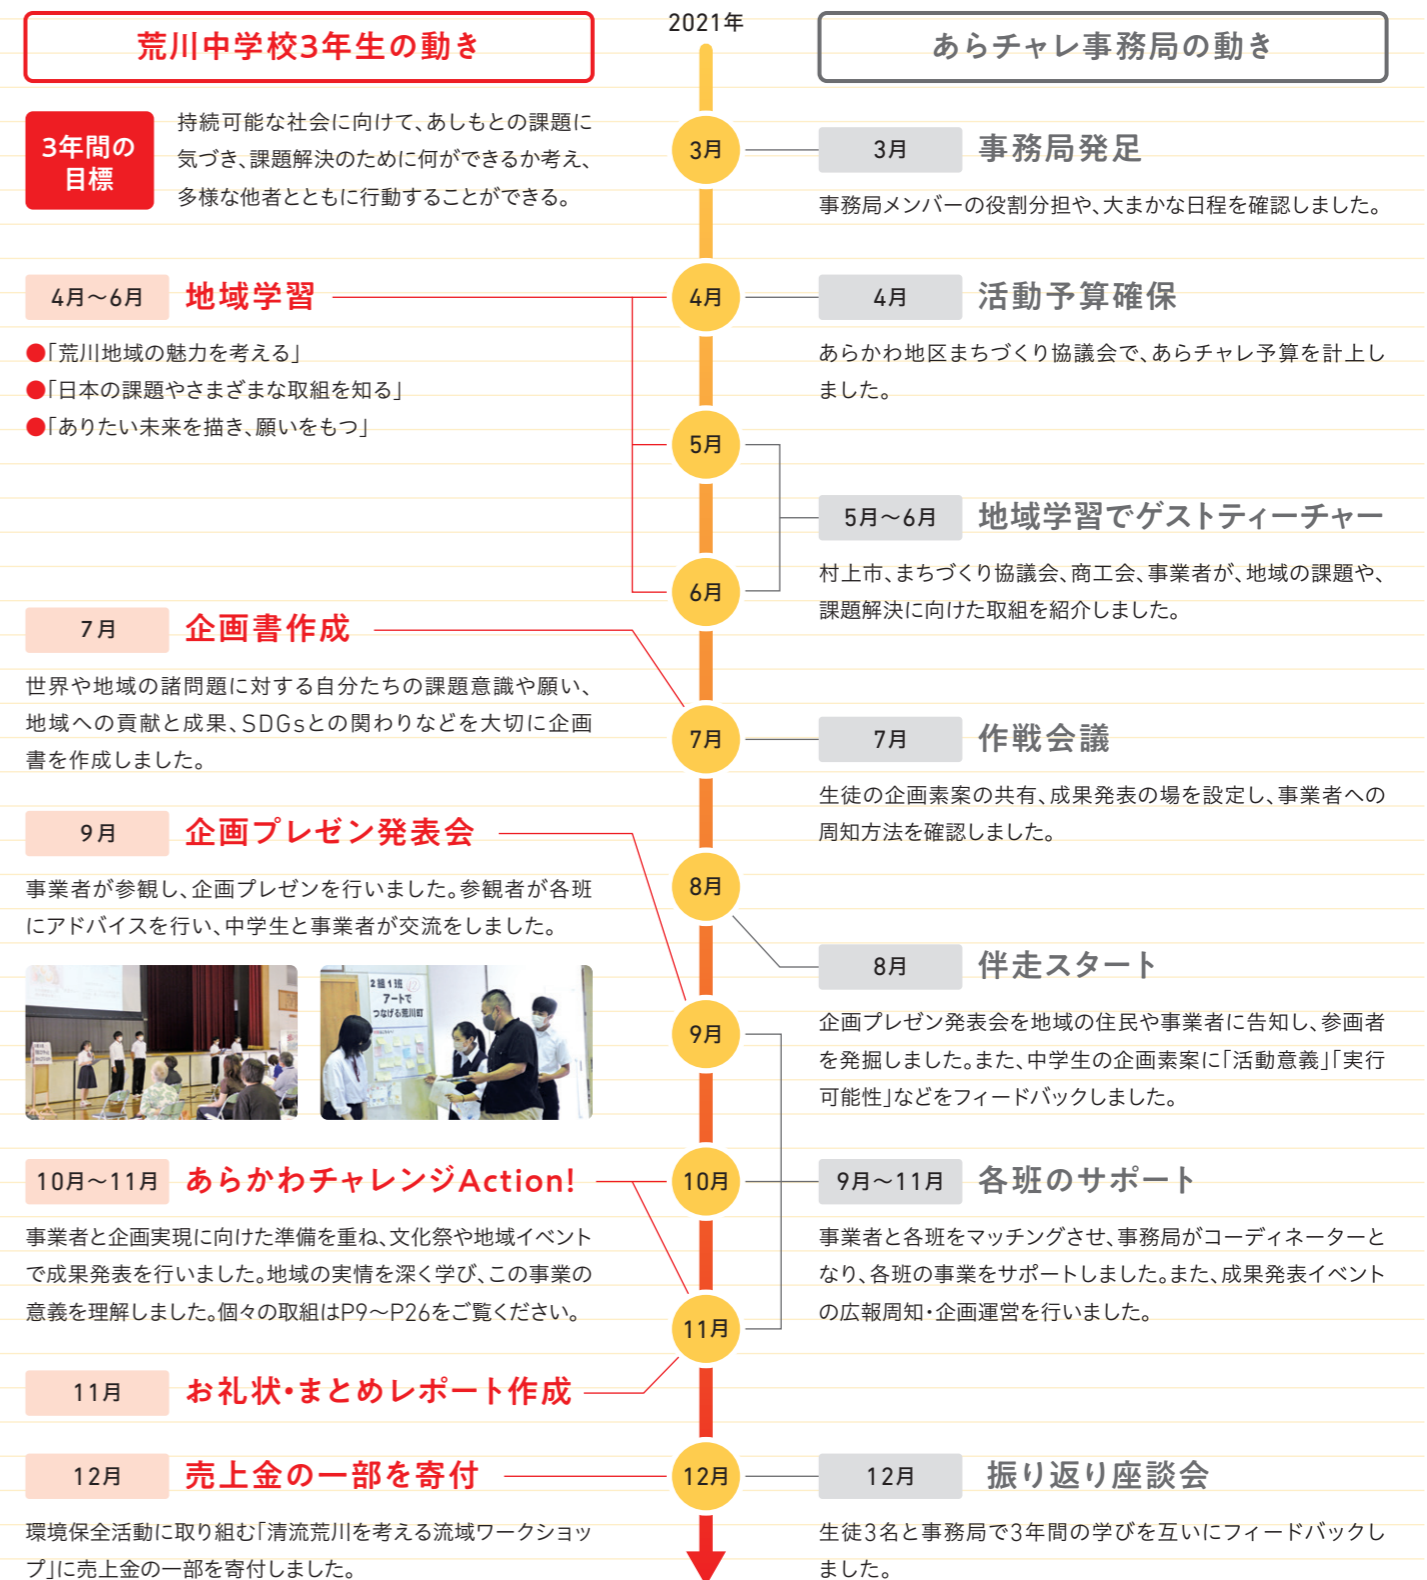 2021年
荒川中学校3年生の動き
3年間の
目標
持続可能な社会に向けて、あしもとの課題に
気づき、課題解決のために何ができるか考え、
多様な他者とともに行動することができる。
4月～6月 地域学習
●「荒川地域の魅力を考える」
●「日本の課題やさまざまな取組を知る」
●「ありたい未来を描き、願いをもつ」
7月 企画書作成
世界や地域の諸問題に対する自分たちの課題意識や願い、
地域への貢献と成果、SDGsとの関わりなどを大切に企画
書を作成しました。
9月 企画プレゼン発表会
事業者が参観し、企画プレゼンを行いました。参観者が各班
にアドバイスを行い、中学生と事業者が交流をしました。
2組1班
アートで
つなげる荒川町
10月～11月 あらかわチャレンジAction!
事業者と企画実現に向けた準備を重ね、文化祭や地域イベント
で成果発表を行いました。地域の実情を深く学び、この事業の
意義を理解しました。個々の取組はP9～P26をご覧ください。
11月 お礼状・まとめレポート作成
12月 売上金の一部を寄付
環境保全活動に取り組む「清流荒川を考える流域ワークショッ
プ」に売上金の一部を寄付しました。
3月
4月
5月
6月
7月
8月
9月
10月
11月
12月
あらチャレ事務局の動き
3月 事務局発足
事務局メンバーの役割分担や、大まかな日程を確認しました。
4月 活動予算確保
あらかわ地区まちづくり協議会で、あらチャレ予算を計上し
ました。
5月～6月 地域学習でゲストティーチャー
村上市、まちづくり協議会、商工会、事業者が、地域の課題や、
課題解決に向けた取組を紹介しました。
7月 作戦会議
生徒の企画素案の共有、成果発表の場を設定し、事業者への
周知方法を確認しました。
8月 伴走スタート
企画プレゼン発表会を地域の住民や事業者に告知し、参画者
を発掘しました。また、中学生の企画素案に「活動意義」「実行
可能性」などをフィードバックしました。
9月～11月 各班のサポート
事業者と各班をマッチングさせ、事務局がコーディネーターと
なり、各班の事業をサポートしました。また、成果発表イベント
の広報周知・企画運営を行いました。
12月 振り返り座談会
生徒3名と事務局で3年間の学びを互いにフィードバックし
ました。